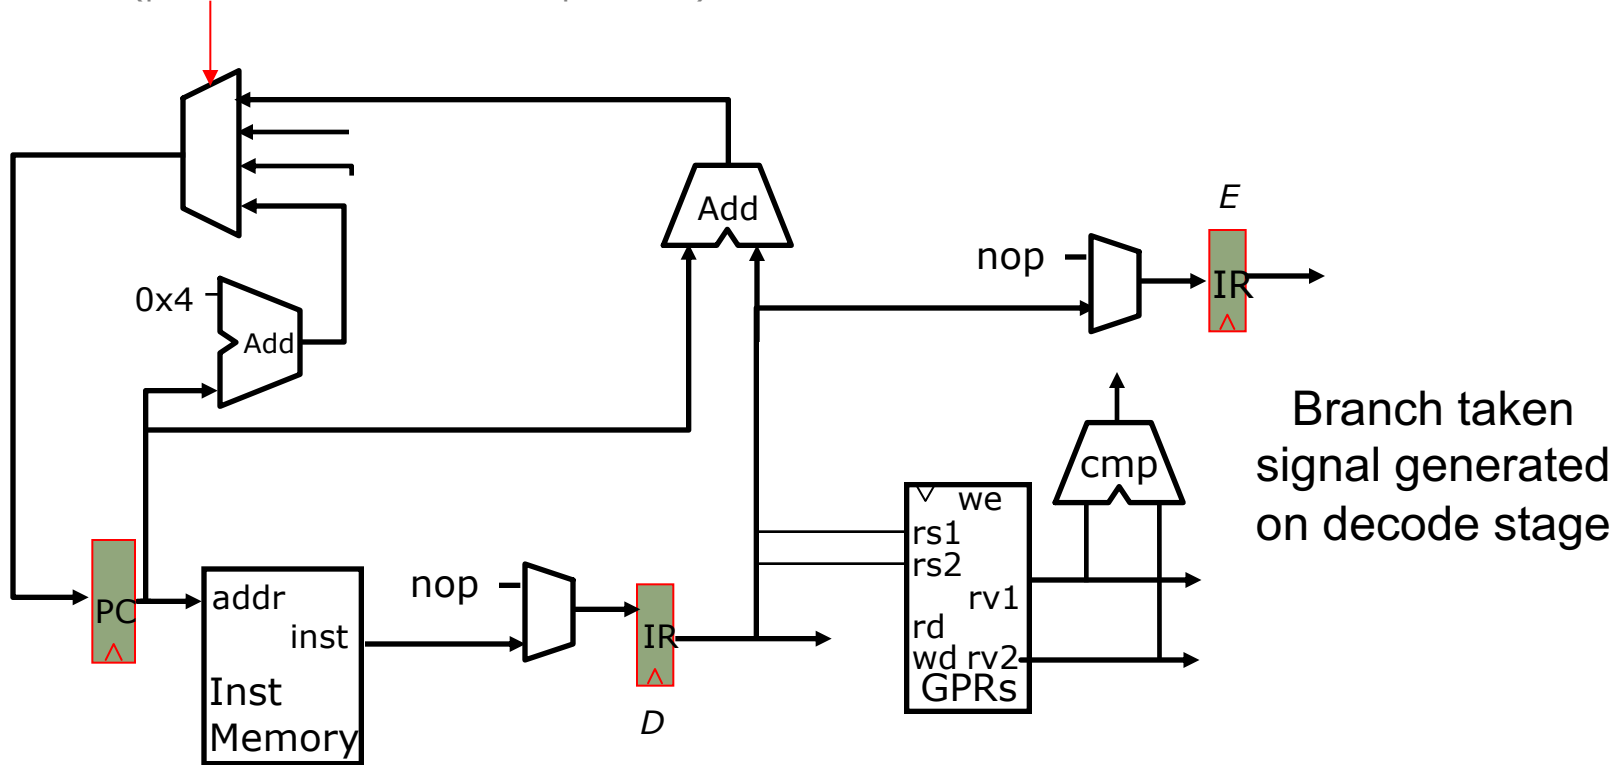 E
nop
IR
Add
0x4
Add
Branch taken
signal generated
on decode stage
cmp
we
rs1
rs2
rv1
rd
wd rv2
GPRs
PC
addr
inst
Inst
Memory
nop
IR
D